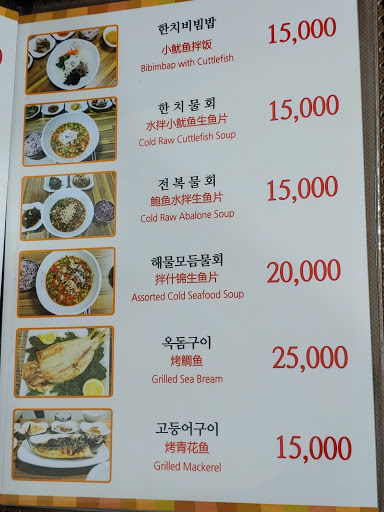 한치비빔밥
小鱿鱼拌饭
Bibimbap with Cuttlefish
15,000
한치물회
水拌小鱿鱼生鱼片
Cold Raw Cuttlefish Soup
15,000
전복물회
鲍鱼水拌生鱼片
Cold Raw Abalone Soup
15,000
해물모듬물회
拌什锦生鱼片
Assorted Cold Seafood Soup
20,000
옥돔구이
烤鲷鱼
Grilled Sea Bream
25,000
고등어구이
烤青花鱼
Grilled Mackerel
15,000